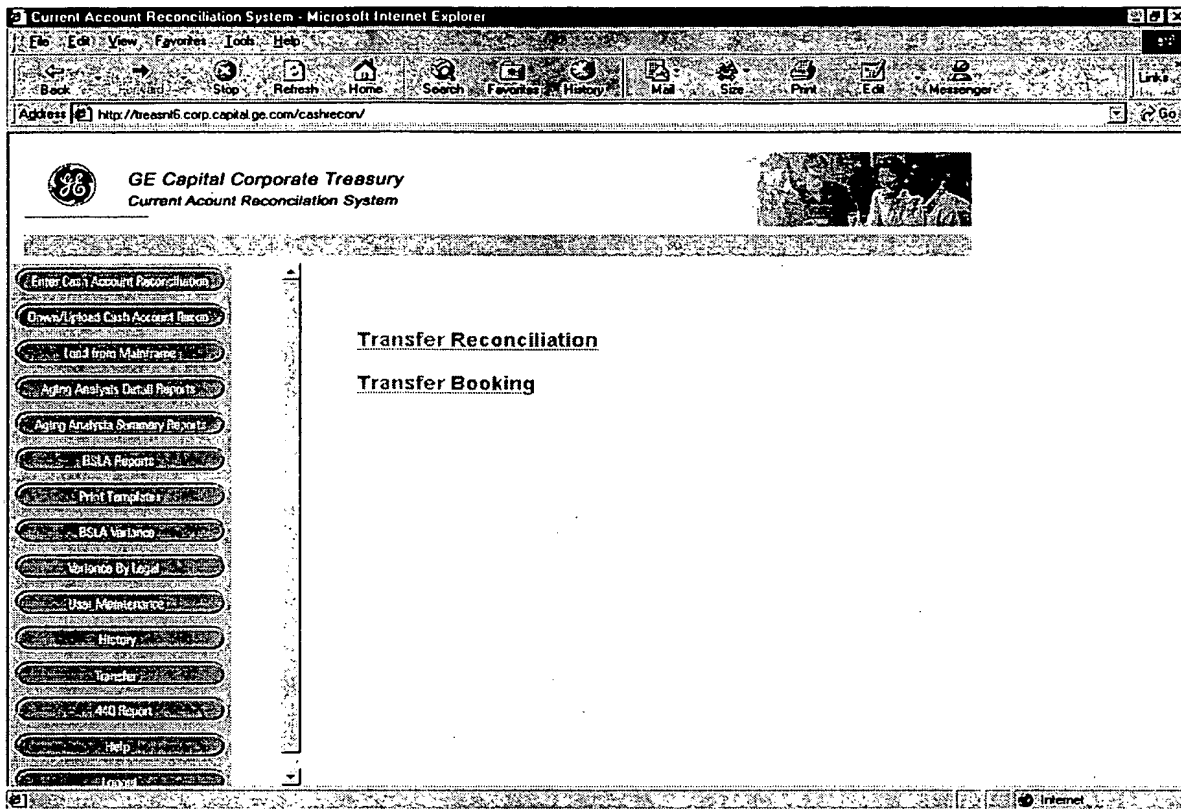 Current Account Reconciliation System - Microsoft Internet Explorer
File Edit View Favorites Tools Help
Back Forward Stop Refresh Home Search Favorites History Mail Size Print Edit Messenger Links
Address http://treasnt6.corp.capital.ge.com/cashrecon/ Go
GE
GE Capital Corporate Treasury
Current Acount Reconcilation System
Enter Cash Account Reconciliation
Down/Upload Cash Account Recon
Load from Mainframe
Aging Analysis Detail Reports
Aging Analysis Summary Reports
BSLA Reports
Print Templates
BSLA Variance
Variance By Legal
User Maintenance
History
Transfer
440 Report
Help
Logout
Transfer Reconciliation
Transfer Booking
Internet